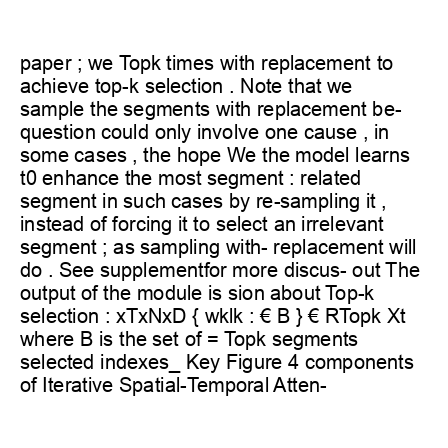 paper ; we Topk times with replacement to
achieve top-k selection . Note that we
sample the segments with replacement be-
question could only involve one cause , in
some cases , the hope We the model learns
t0 enhance the most segment : related
segment in such cases by re-sampling it ,
instead of forcing it to select an irrelevant
segment ; as sampling with- replacement will
do . See supplementfor more discus- out The
output of the module is sion about Top-k
selection : xTxNxD { wklk : € B } € RTopk Xt
where B is the set of = Topk segments
selected indexes_ Key Figure 4 components
of Iterative Spatial-Temporal Atten-